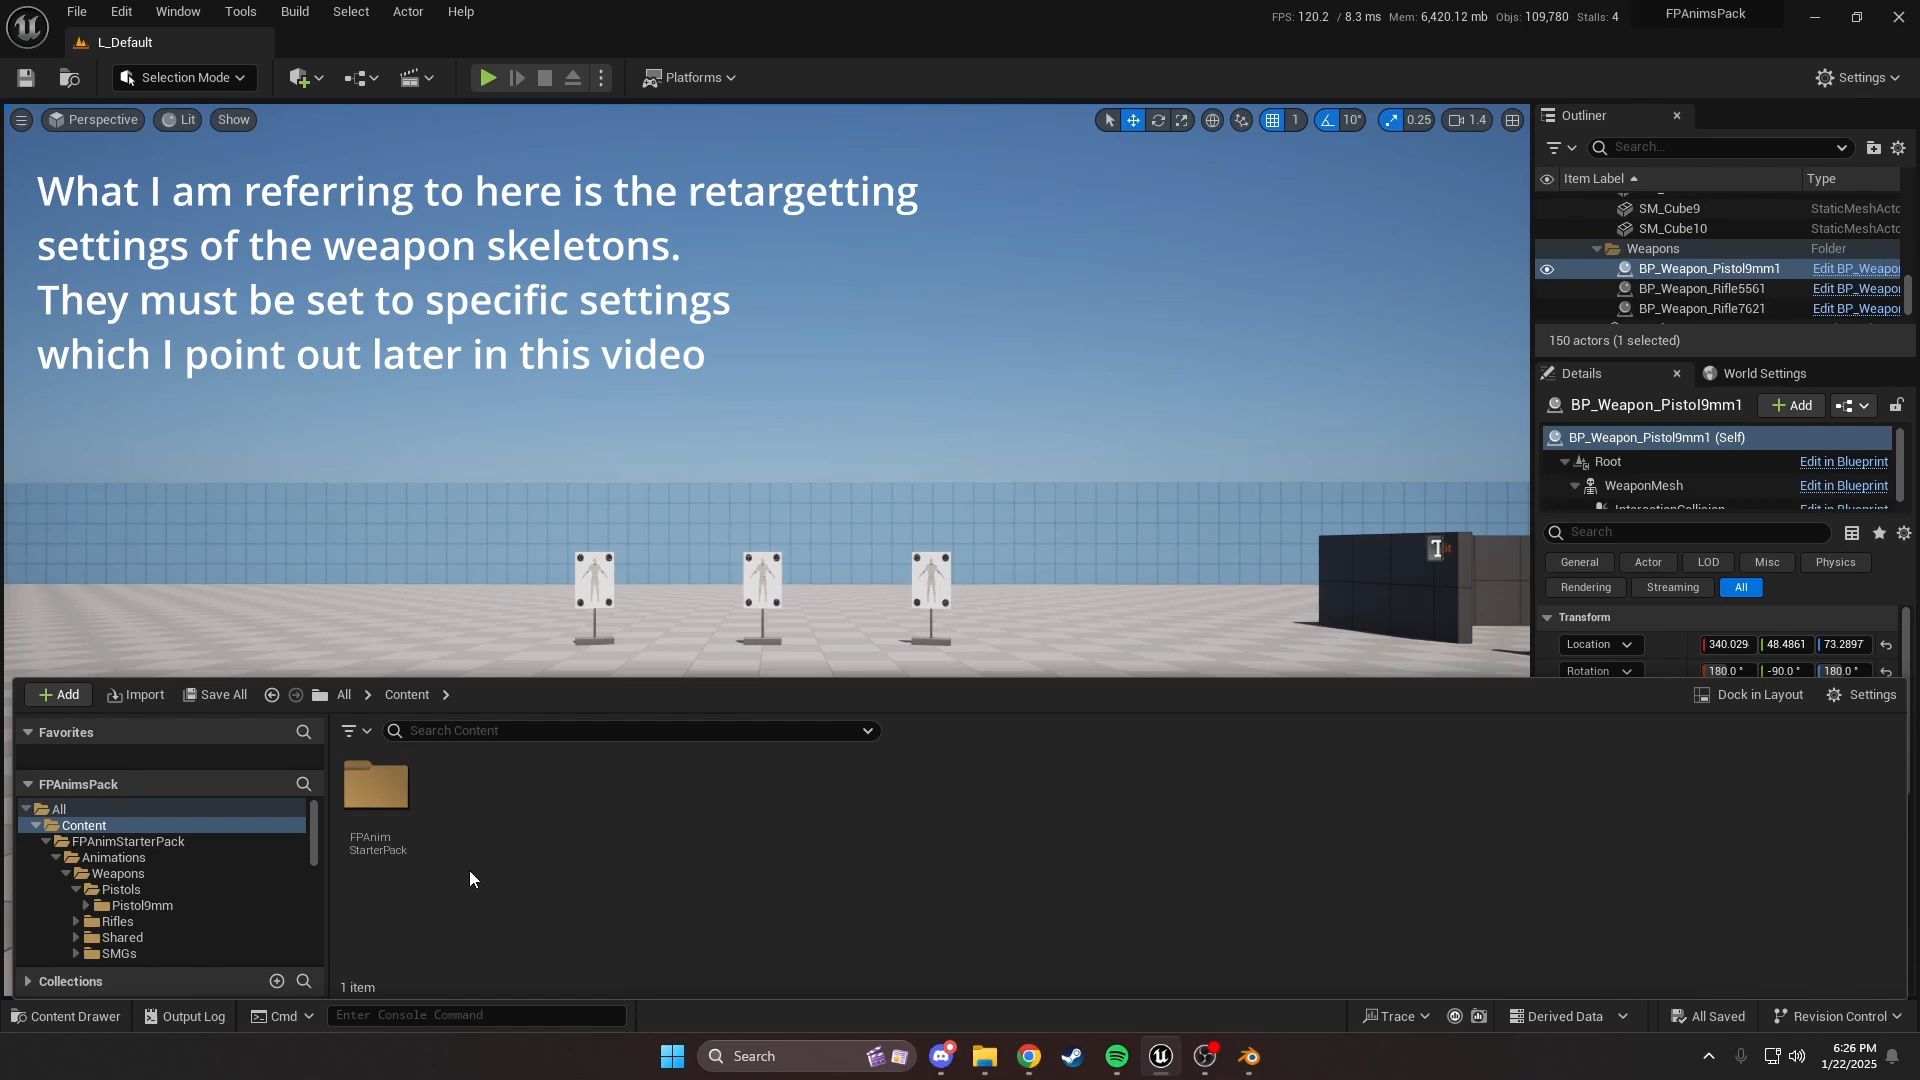 File Edit Window Tools Build Select Actor Help
FPS: 120.2 / 8.3 ms Mem: 6,420.12 mb Objs: 109,780 Stalls: 4
FPAnimsPack
L_Default
Selection Mode
Platforms
Settings
Perspective Lit Show
1 10° 0.25 1.4
What I am referring to here is the retargetting
settings of the weapon skeletons.
They must be set to specific settings
which I point out later in this video
Outliner
Search...
Item Label Type
SM_Cube9 StaticMeshActo
SM_Cube10 StaticMeshActo
Weapons Folder
BP_Weapon_Pistol9mm1 Edit BP_Weapo
BP_Weapon_Rifle5561 Edit BP_Weapo
BP_Weapon_Rifle7621 Edit BP_Weapo
150 actors (1 selected)
Details World Settings
BP_Weapon_Pistol9mm1 Add
BP_Weapon_Pistol9mm1 (Self)
Root Edit in Blueprint
WeaponMesh Edit in Blueprint
InteractionCollision Edit in Blueprint
Search
General Actor LOD Misc Physics
Rendering Streaming All
Transform
Location 340.029 48.4861 73.2897
Rotation 180.0 ° -90.0 ° 180.0 °
Add Import Save All All Content
Dock in Layout Settings
Favorites
Search Content
FPAnimsPack
All
Content
FPAnimStarterPack
Animations
Weapons
Pistols
Pistol9mm
Rifles
Shared
SMGs
Collections
FPAnim
StarterPack
1 item
Content Drawer Output Log Cmd Enter Console Command
Trace Derived Data All Saved Revision Control
Search
6:26 PM
1/22/2025